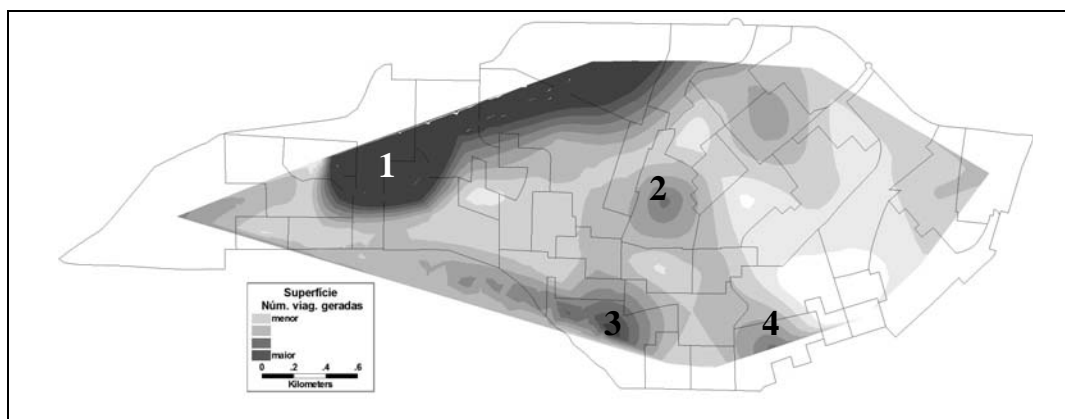 1
2
3
4
Superfície
Núm. viag. geradas
menor
maior
0 .2 .4 .6
Kilometers